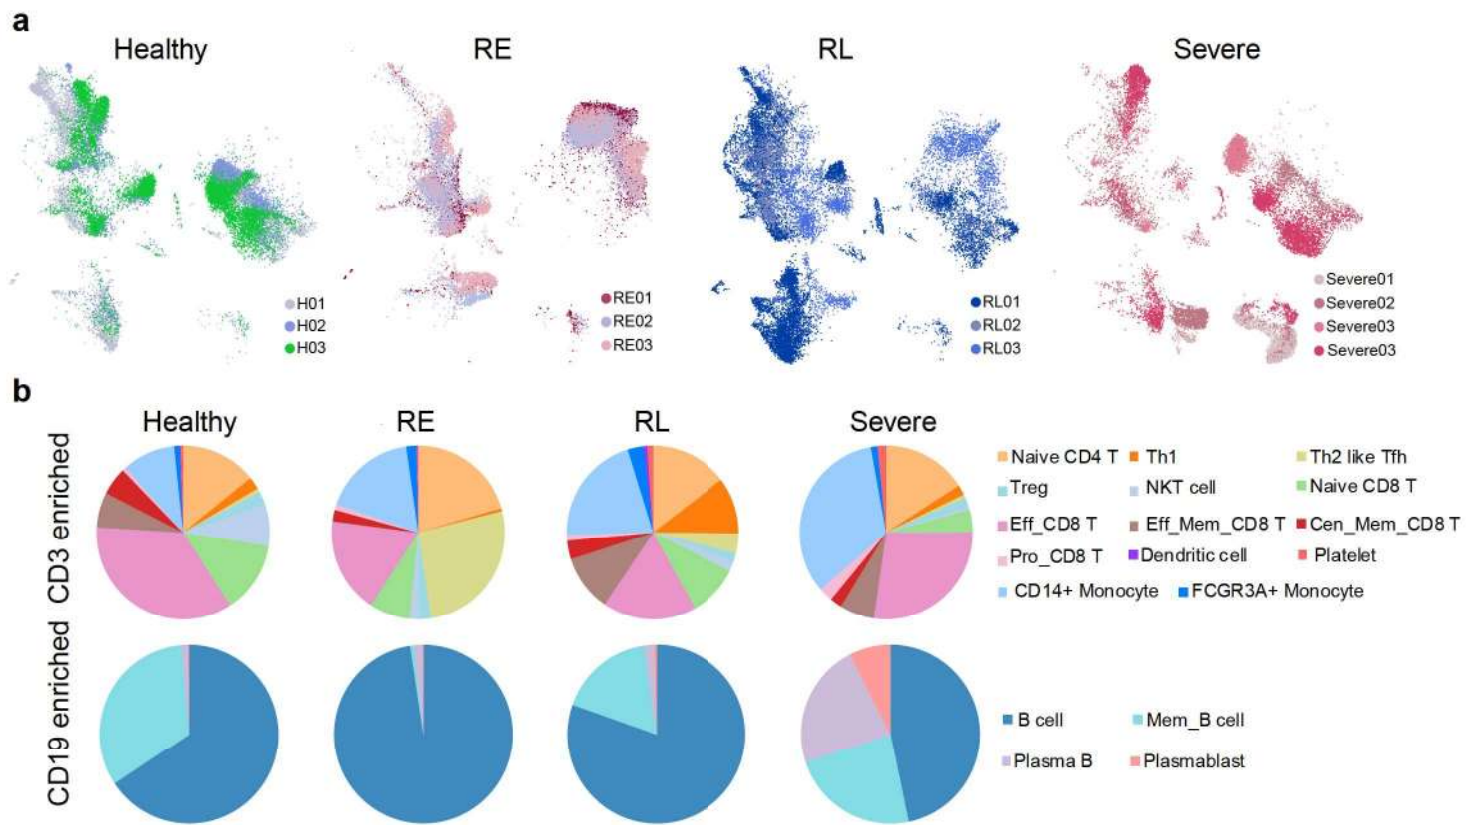 a
Healthy
RE
RL
Severe
H01
H02
H03
RE01
RE02
RE03
RL01
RL02
RL03
Severe01
Severe02
Severe03
Severe03
b
Healthy
RE
RL
Severe
CD3 enriched
Naive CD4 T
Th1
Th2 like Tfh
Treg
NKT cell
Naive CD8 T
Eff_CD8 T
Eff_Mem_CD8 T
Cen_Mem_CD8 T
Pro_CD8 T
Dendritic cell
Platelet
CD14+ Monocyte
FCGR3A+ Monocyte
CD19 enriched
B cell
Mem_B cell
Plasma B
Plasmablast